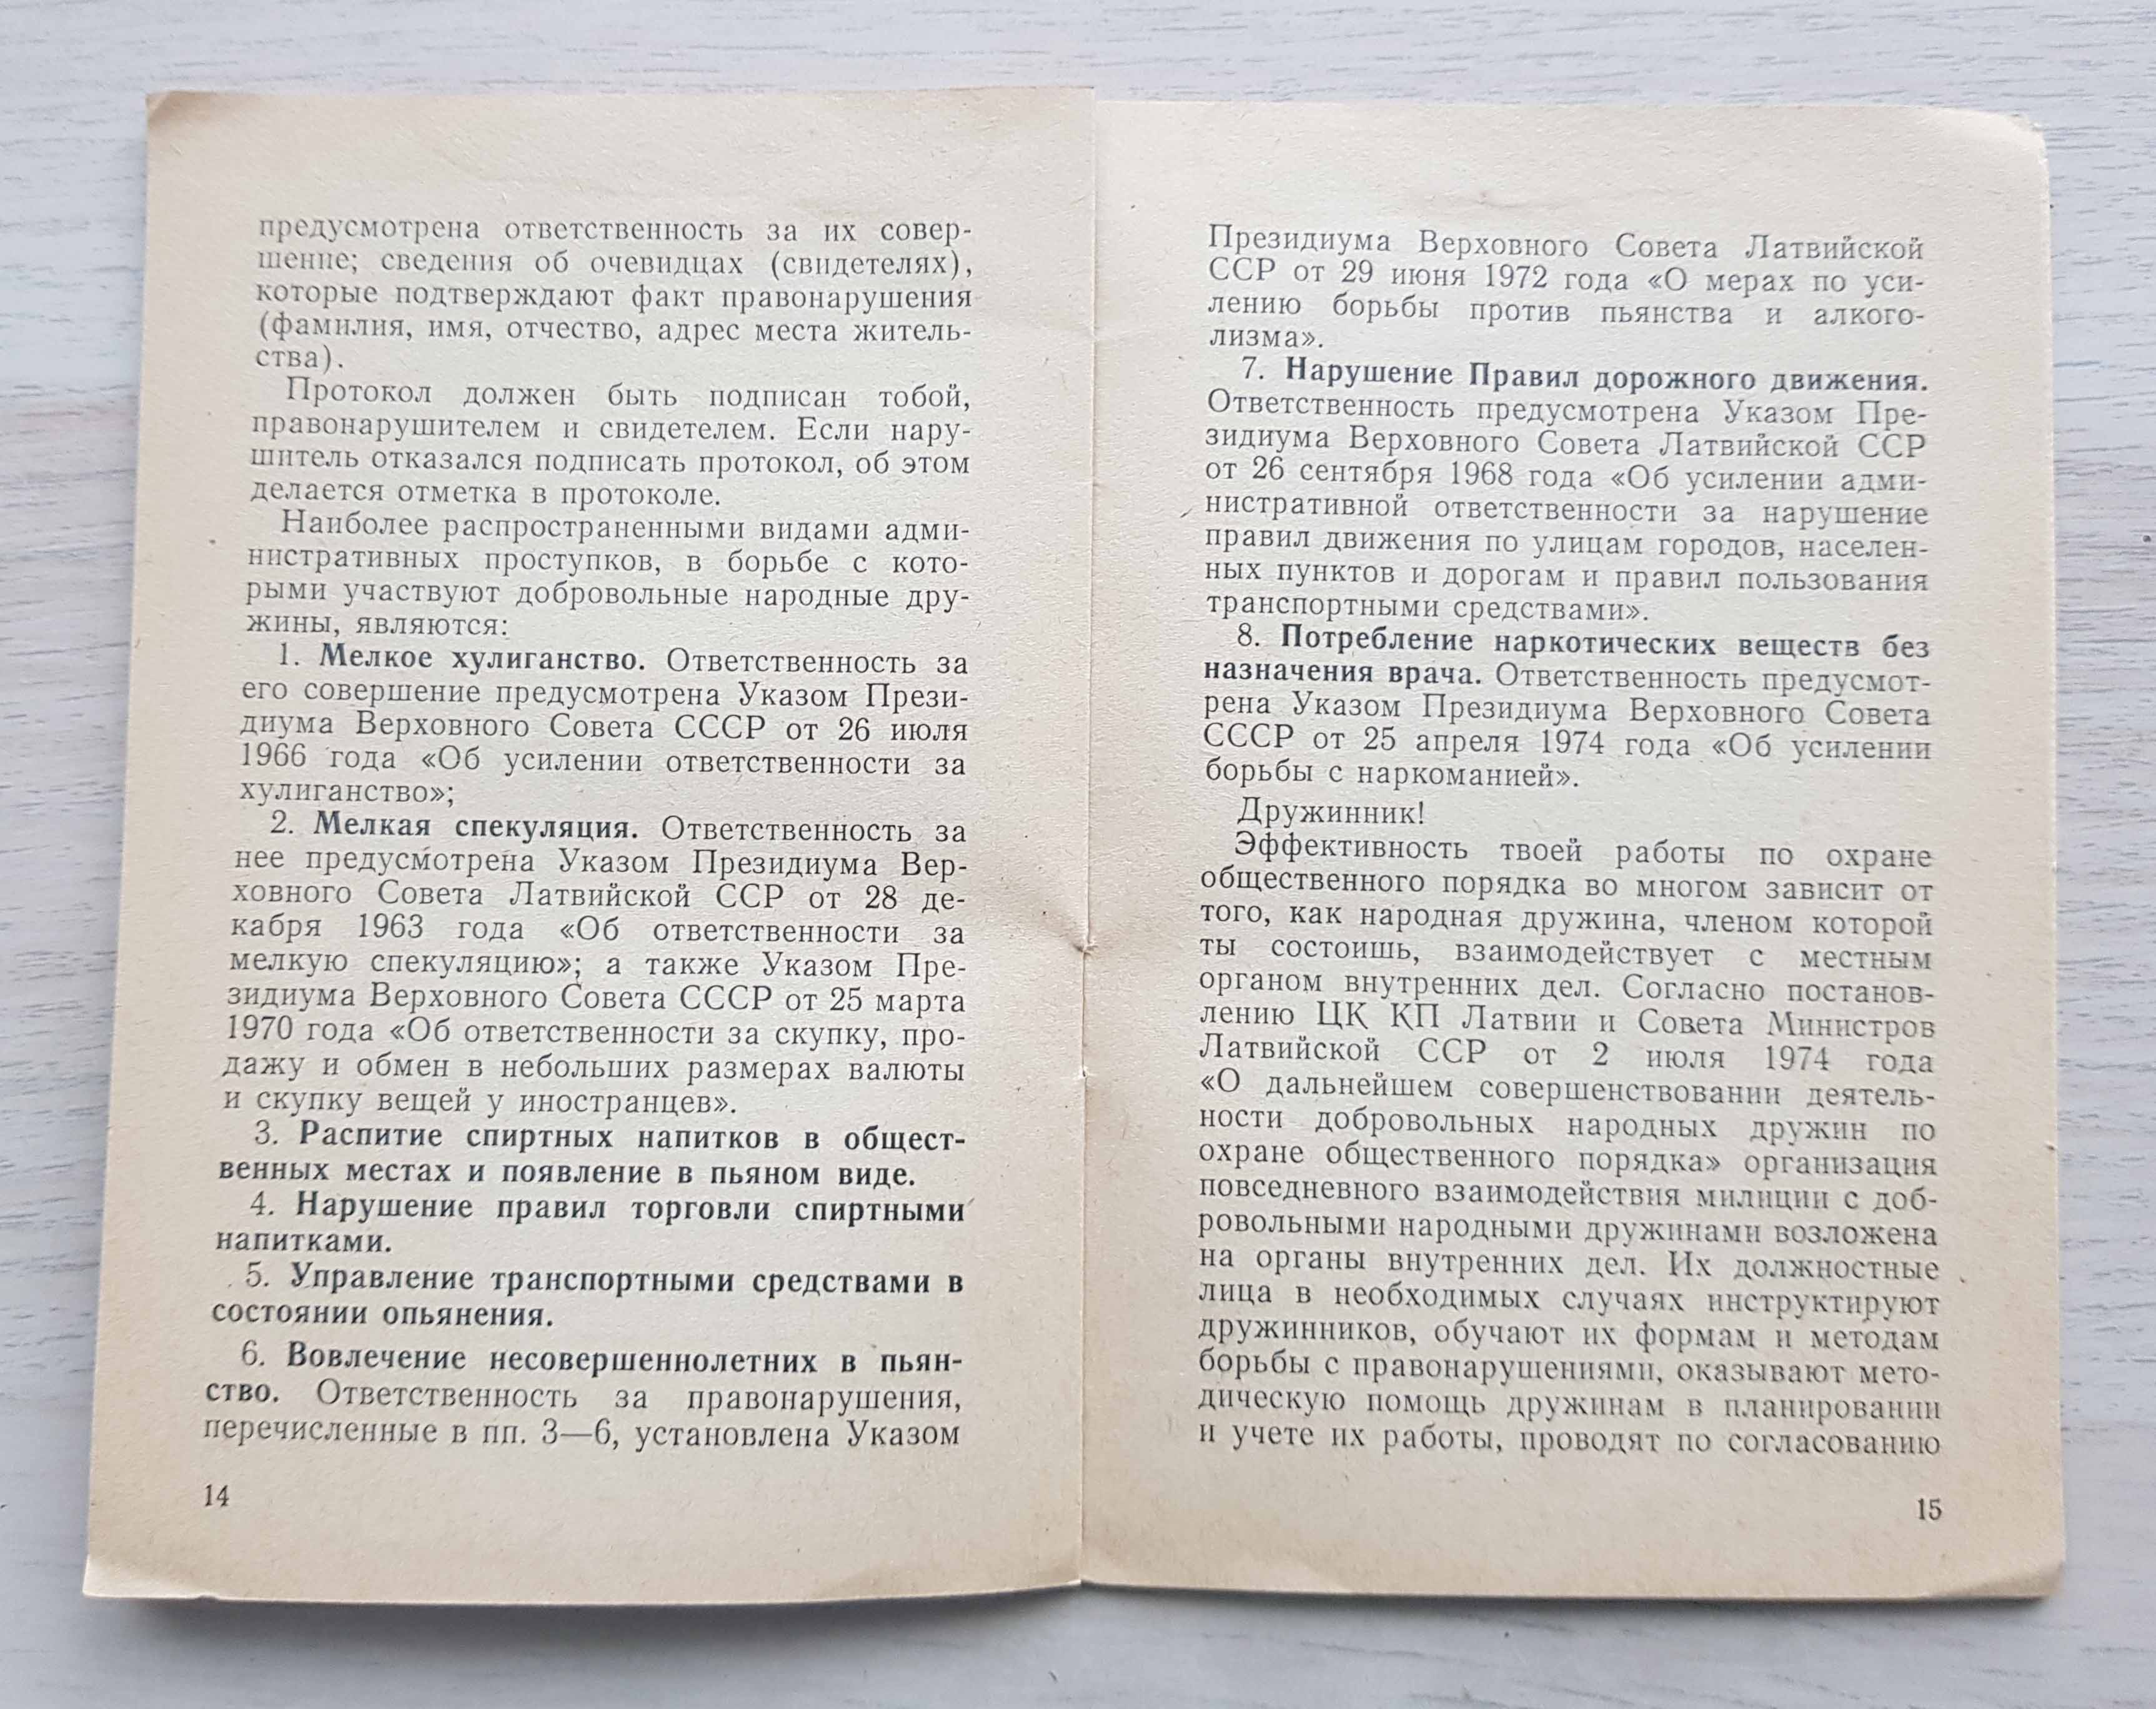 предусмотрена ответственность за их совер-
шение; сведения об очевидцах (свидетелях),
которые подтверждают факт правонарушения
(фамилия, имя, отчество, адрес места житель-
ства).
Протокол должен быть подписан тобой,
правонарушителем и свидетелем. Если нару-
шитель отказался подписать протокол, об этом
делается отметка в протоколе.
Наиболее распространенными видами адми-
нистративных проступков, в борьбе с кото-
рыми участвуют добровольные народные дру-
жины, являются:
1. Мелкое хулиганство. Ответственность за
его совершение предусмотрена Указом Прези-
диума Верховного Совета СССР от 26 июля
1966 года «Об усилении ответственности за
хулиганство»;
2. Мелкая спекуляция. Ответственность за
нее предусмотрена Указом Президиума Вер-
ховного Совета Латвийской ССР от 28 де-
кабря 1963 года «Об ответственности за
мелкую спекуляцию»; а также Указом Пре-
зидиума Верховного Совета СССР от 25 марта
1970 года «Об ответственности за скупку, про-
дажу и обмен в небольших размерах валюты
и скупку вещей у иностранцев».
3. Распитие спиртных напитков в общест-
венных местах и появление в пьяном виде.
4. Нарушение правил торговли спиртными
напитками.
5. Управление транспортными средствами в
состоянии опьянения.
6. Вовлечение несовершеннолетних в пьян-
ство. Ответственность за правонарушения,
перечисленные в пп. 3—6, установлена Указом
14
Президиума Верховного Совета Латвийской
ССР от 29 июня 1972 года «О мерах по уси-
лению борьбы против пьянства и алкого-
лизма».
7. Нарушение Правил дорожного движения.
Ответственность предусмотрена Указом Пре-
зидиума Верховного Совета Латвийской ССР
от 26 сентября 1968 года «Об усилении адми-
нистративной ответственности за нарушение
правил движения по улицам городов, населен-
ных пунктов и дорогам и правил пользования
транспортными средствами».
8. Потребление наркотических веществ без
назначения врача. Ответственность предусмот-
рена Указом Президиума Верховного Совета
СССР от 25 апреля 1974 года «Об усилении
борьбы с наркоманией».
Дружинник!
Эффективность твоей работы по охране
общественного порядка во многом зависит от
того, как народная дружина, членом которой
ты состоишь, взаимодействует с местным
органом внутренних дел. Согласно постанов-
лению ЦК КП Латвии и Совета Министров
Латвийской ССР от 2 июля 1974 года
«О дальнейшем совершенствовании деятель-
ности добровольных народных дружин по
охране общественного порядка» организация
повседневного взаимодействия милиции с доб-
ровольными народными дружинами возложена
на органы внутренних дел. Их должностные
лица в необходимых случаях инструктируют
дружинников, обучают их формам и методам
борьбы с правонарушениями, оказывают мето-
дическую помощь дружинам в планировании
и учете их работы, проводят по согласованию
15